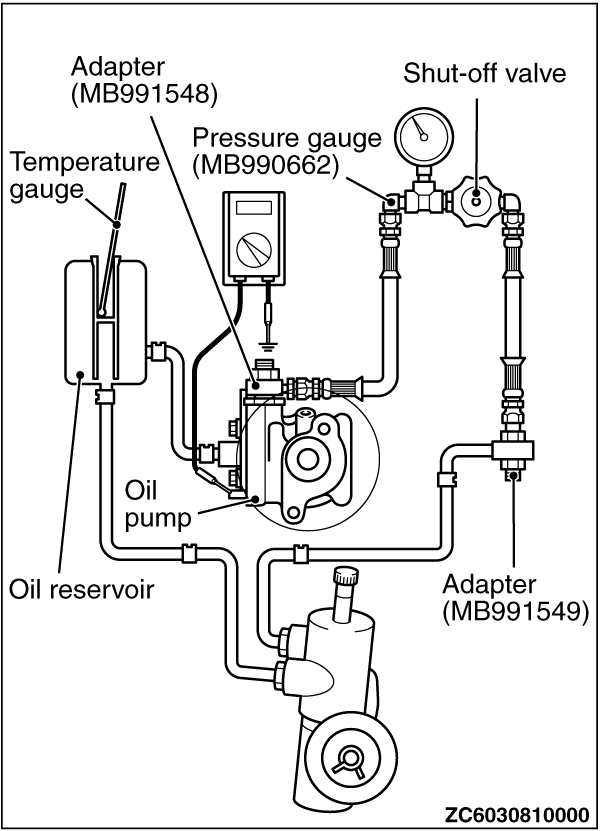 Adapter
(MB991548)
Shut-off valve
Pressure gauge
(MB990662)
Temperature
gauge
Oil
pump
Oil reservoir
Adapter
(MB991549)
ZC6030810000